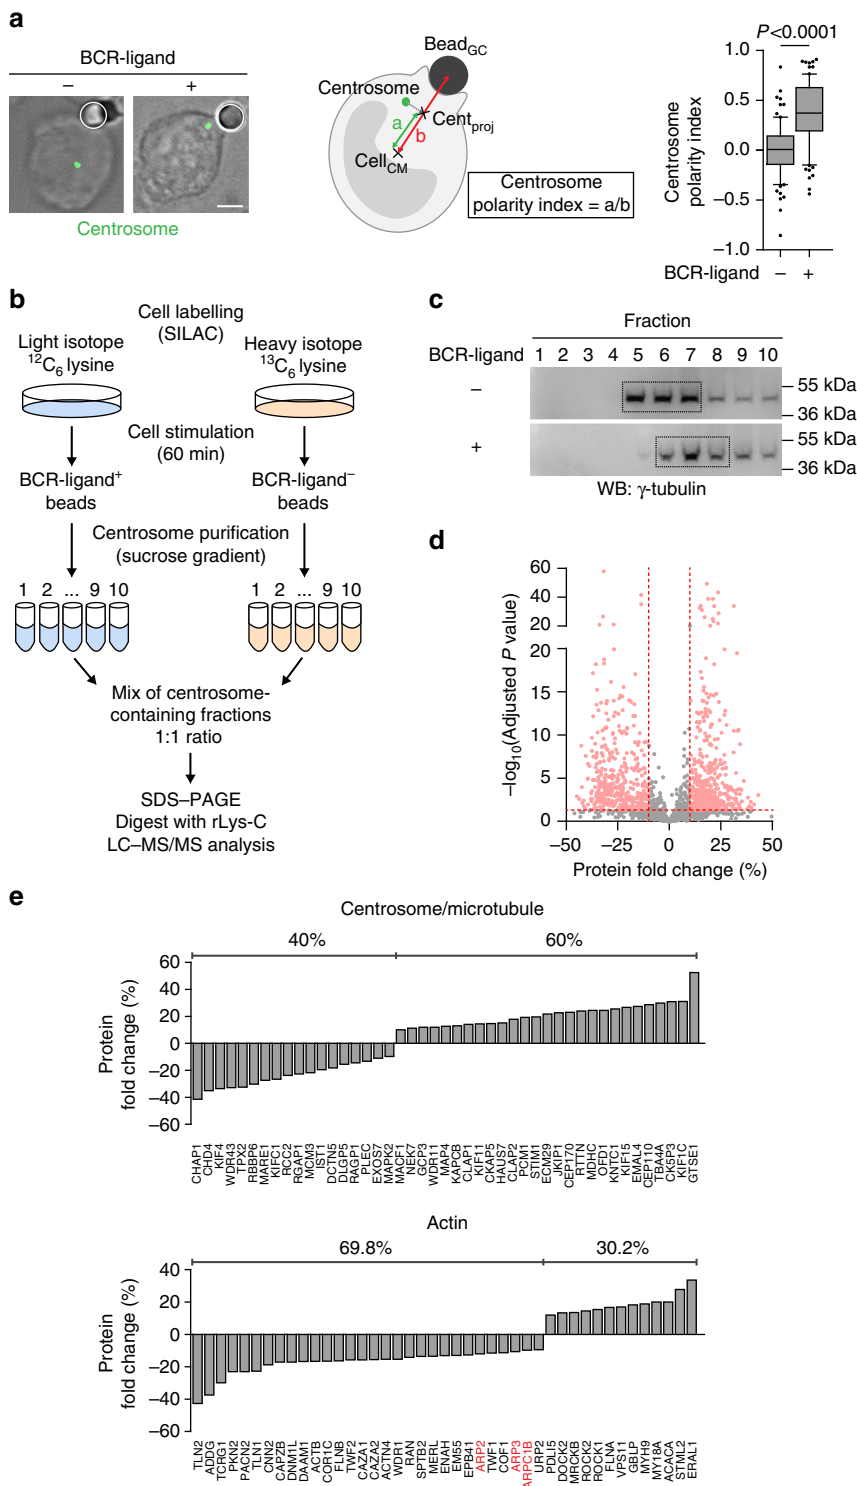 a
BCR-ligand
– +
Centrosome
Bead_GC
Centrosome
Cent_proj
a
b
Cell_CM
Centrosome
polarity index = a/b
P<0.0001
Centrosome
polarity index
1.0
0.5
0.0
–0.5
–1.0
BCR-ligand – +
b
Cell labelling
(SILAC)
Light isotope
¹²C₆ lysine
Heavy isotope
¹³C₆ lysine
Cell stimulation
(60 min)
BCR-ligand⁺
beads
BCR-ligand⁻
beads
Centrosome purification
(sucrose gradient)
1 2 ... 9 10
1 2 ... 9 10
Mix of centrosome-
containing fractions
1:1 ratio
SDS–PAGE
Digest with rLys-C
LC–MS/MS analysis
c
Fraction
BCR-ligand 1 2 3 4 5 6 7 8 9 10
–
55 kDa
36 kDa
+
55 kDa
36 kDa
WB: γ-tubulin
d
–log₁₀(Adjusted P value)
60
40
20
20
15
10
5
0
–50 –25 0 25 50
Protein fold change (%)
e
Centrosome/microtubule
40% 60%
Protein
fold change (%)
60
40
20
0
–20
–40
–60
CHAP1 CHD4 KIF4 WDR43 TPX2 RBBP6 MARE1 KIFC1 RCC2 RGAP1 MCM3 IST1 DCTN5 DLGP5 RAGP1 PLEC EXOS7 MAPK2 MACF1 NEK7 GCP3 WDR11 MAP4 KAPCB CLAP1 KIF11 CKAP5 HAUS7 CLAP2 PCM1 STIM1 ECM29 JKIP1 CEP170 RTTN MDHC OFD1 KNTC1 KIF15 EMAL4 CEP110 TBA4A CK5P3 KIF1C GTSE1
Actin
69.8% 30.2%
Protein
fold change (%)
40
20
0
–20
–40
–60
TLN2 ADDG TCRG1 PKN2 PACN2 TLN1 CNN2 CAPZB DNM1L DAAM1 ACTB COR1C FLNB TWF2 CAZA1 CAZA2 ACTN4 WDR1 RAN SPTB2 MERL ENAH EM55 EPB41 ARP2 TWF1 COF1 ARP3 ARPC1B URP2 PDLI5 DOCK2 MRCKB ROCK2 ROCK1 FLNA VPS11 GBLP MYH9 MY18A ACACA STML2 ERAL1